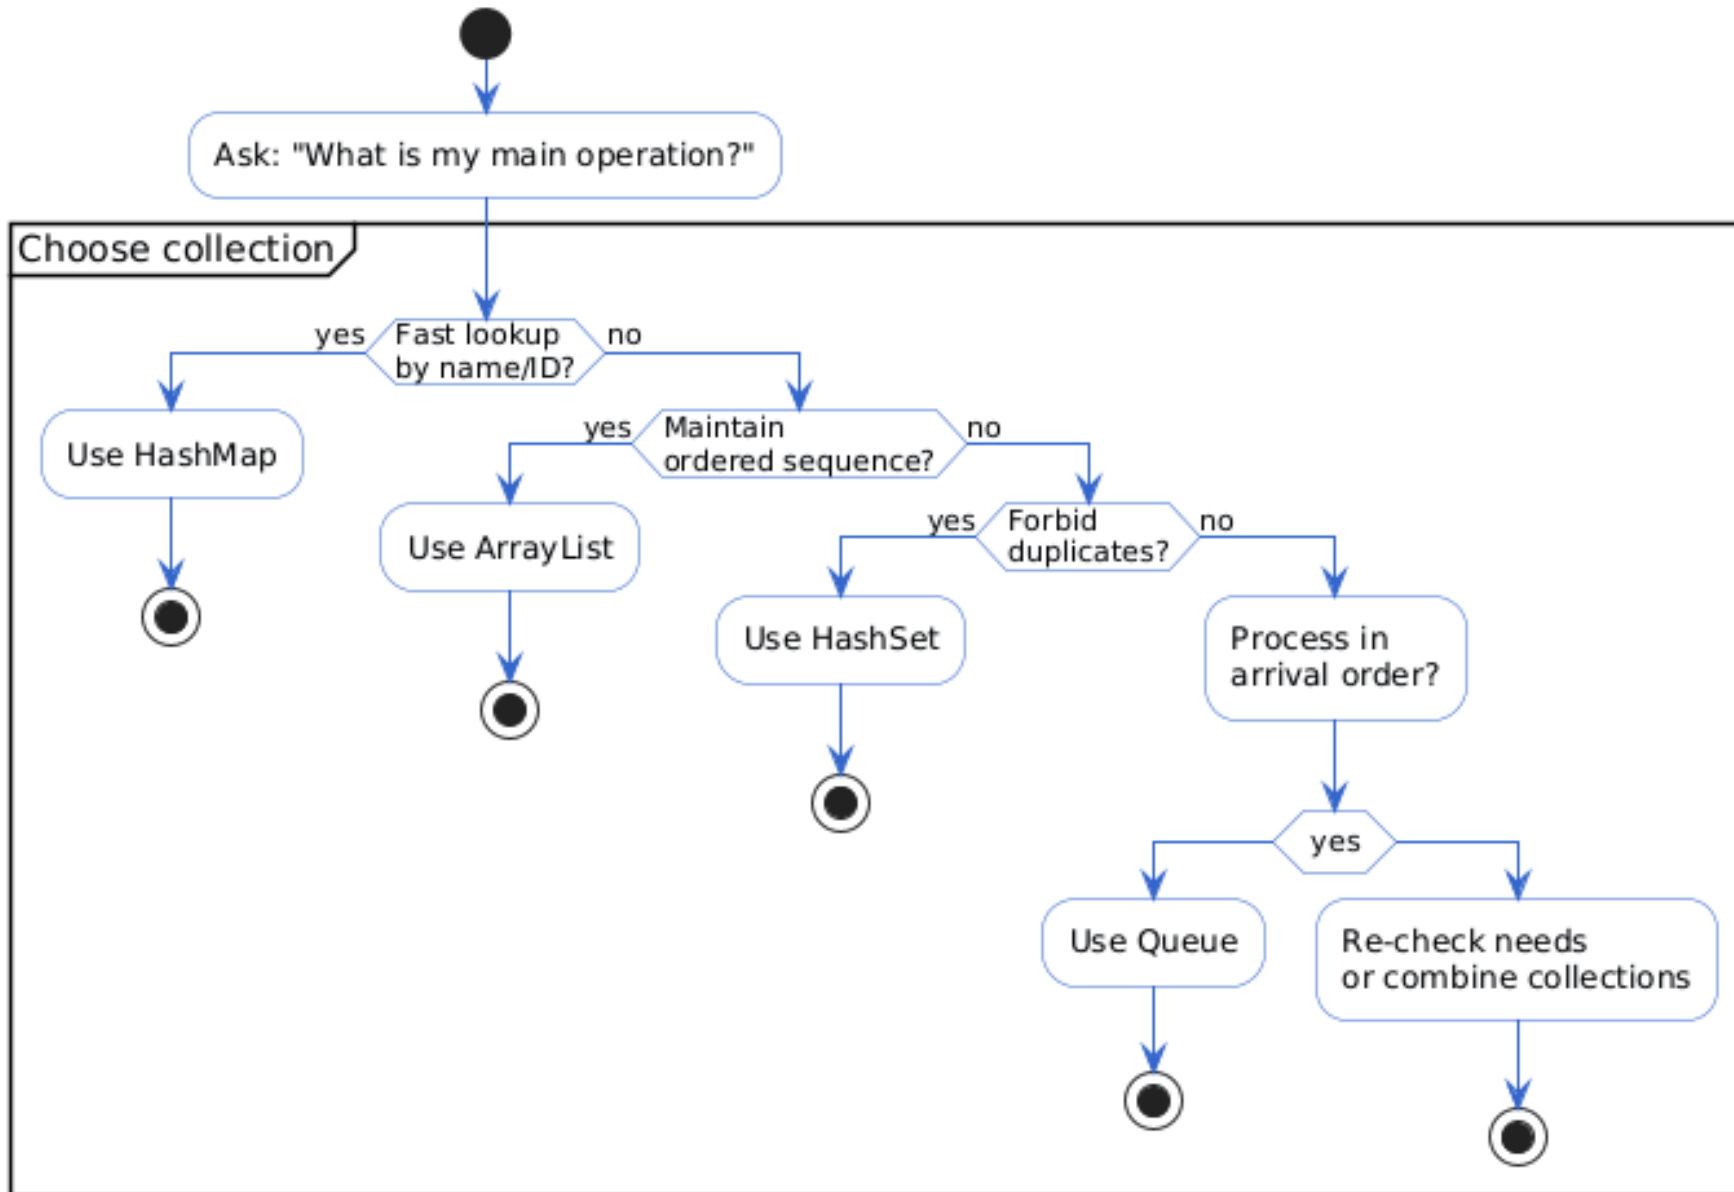 Ask: "What is my main operation?"
Choose collection
yes
Fast lookup
by name/ID?
no
Use HashMap
yes
Maintain
ordered sequence?
no
Use ArrayList
yes
Forbid
duplicates?
no
Use HashSet
Process in
arrival order?
yes
Use Queue
Re-check needs
or combine collections